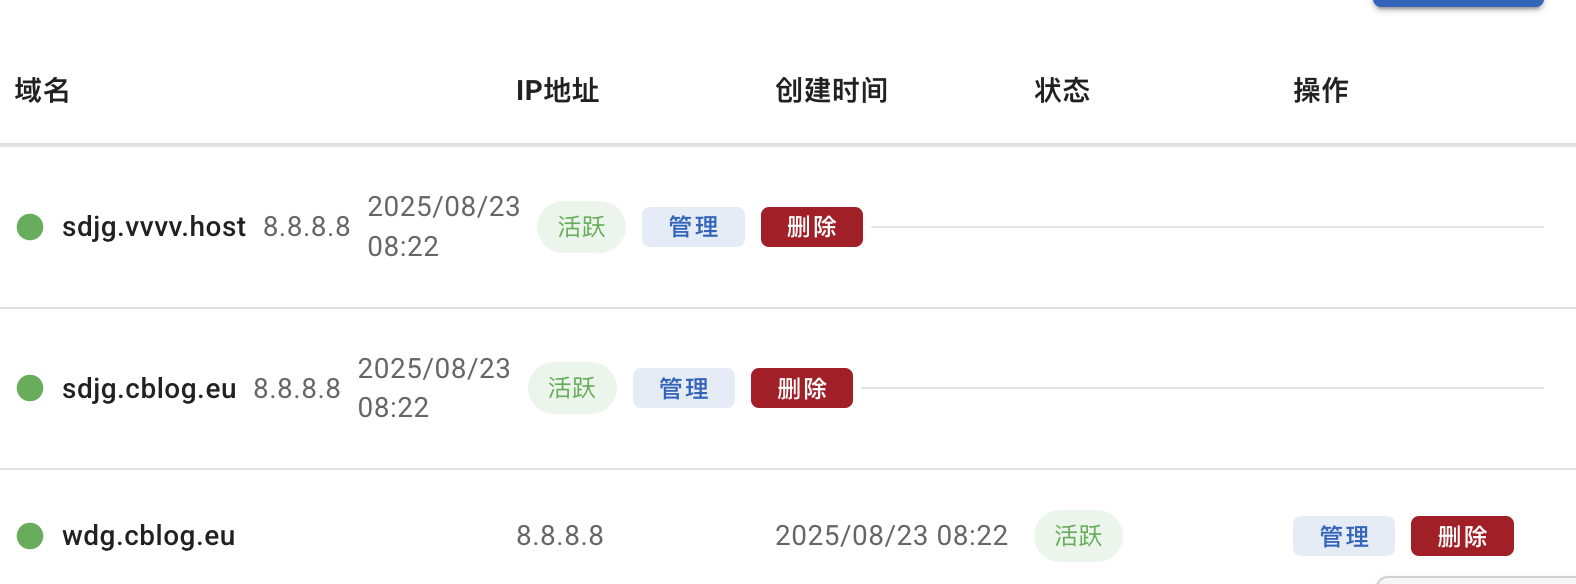 域名 IP地址 创建时间 状态 操作
sdjg.vvvv.host 8.8.8.8 2025/08/23 08:22 活跃 管理 删除
sdjg.cblog.eu 8.8.8.8 2025/08/23 08:22 活跃 管理 删除
wdg.cblog.eu 8.8.8.8 2025/08/23 08:22 活跃 管理 删除